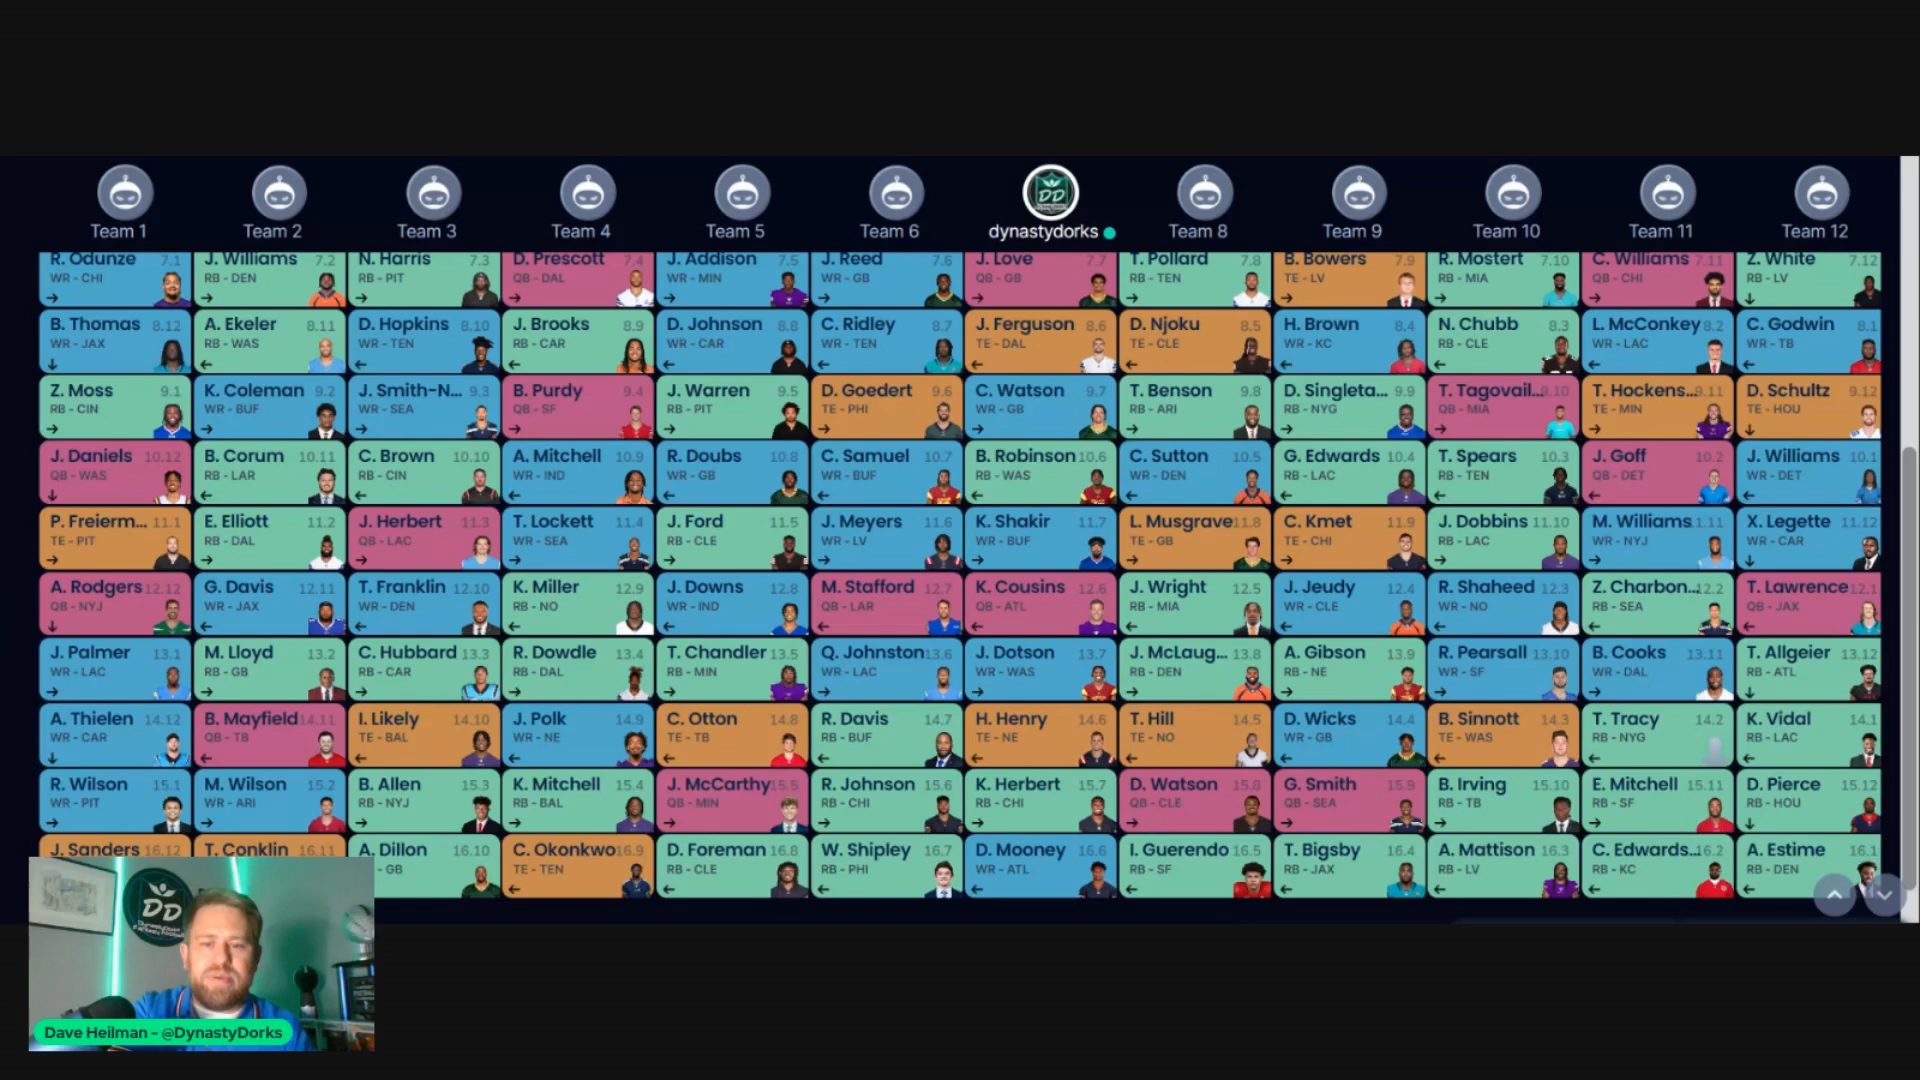 Team 1 Team 2 Team 3 Team 4 Team 5 Team 6 dynastydorks Team 8 Team 9 Team 10 Team 11 Team 12
R. Odunze 7.1 J. Williams 7.2 N. Harris 7.3 D. Prescott 7.4 J. Addison 7.5 J. Reed 7.6 J. Love 7.7 T. Pollard 7.8 B. Bowers 7.9 R. Mostert 7.10 C. Williams 7.11 Z. White 7.12
WR - CHI RB - DEN RB - PIT QB - DAL WR - MIN WR - GB QB - GB RB - TEN TE - LV RB - MIA QB - CHI RB - LV
B. Thomas 8.12 A. Ekeler 8.11 D. Hopkins 8.10 J. Brooks 8.9 D. Johnson 8.8 C. Ridley 8.7 J. Ferguson 8.6 D. Njoku 8.5 H. Brown 8.4 N. Chubb 8.3 L. McConkey 8.2 C. Godwin 8.1
WR - JAX RB - WAS WR - TEN RB - CAR WR - CAR WR - TEN TE - DAL TE - CLE WR - KC RB - CLE WR - LAC WR - TB
Z. Moss 9.1 K. Coleman 9.2 J. Smith-N... 9.3 B. Purdy 9.4 J. Warren 9.5 D. Goedert 9.6 C. Watson 9.7 T. Benson 9.8 D. Singleta... 9.9 T. Tagovail... 9.10 T. Hockens... 9.11 D. Schultz 9.12
RB - CIN WR - BUF WR - SEA QB - SF RB - PIT TE - PHI WR - GB RB - ARI RB - NYG QB - MIA TE - MIN TE - HOU
J. Daniels 10.12 B. Corum 10.11 C. Brown 10.10 A. Mitchell 10.9 R. Doubs 10.8 C. Samuel 10.7 B. Robinson 10.6 C. Sutton 10.5 G. Edwards 10.4 T. Spears 10.3 J. Goff 10.2 J. Williams 10.1
QB - WAS RB - LAR RB - CIN WR - IND WR - GB WR - BUF RB - WAS WR - DEN RB - LAC RB - TEN QB - DET WR - DET
P. Freierm... 11.1 E. Elliott 11.2 J. Herbert 11.3 T. Lockett 11.4 J. Ford 11.5 J. Meyers 11.6 K. Shakir 11.7 L. Musgrave 11.8 C. Kmet 11.9 J. Dobbins 11.10 M. Williams 11.11 X. Legette 11.12
TE - PIT RB - DAL QB - LAC WR - SEA RB - CLE WR - LV WR - BUF TE - GB TE - CHI RB - LAC WR - NYJ WR - CAR
A. Rodgers 12.12 G. Davis 12.11 T. Franklin 12.10 K. Miller 12.9 J. Downs 12.8 M. Stafford 12.7 K. Cousins 12.6 J. Wright 12.5 J. Jeudy 12.4 R. Shaheed 12.3 Z. Charbon... 12.2 T. Lawrence 12.1
QB - NYJ WR - JAX WR - DEN RB - NO WR - IND QB - LAR QB - ATL RB - MIA WR - CLE WR - NO RB - SEA QB - JAX
J. Palmer 13.1 M. Lloyd 13.2 C. Hubbard 13.3 R. Dowdle 13.4 T. Chandler 13.5 Q. Johnston 13.6 J. Dotson 13.7 J. McLaug... 13.8 A. Gibson 13.9 R. Pearsall 13.10 B. Cooks 13.11 T. Allgeier 13.12
WR - LAC RB - GB RB - CAR RB - DAL RB - MIN WR - LAC WR - WAS RB - DEN RB - NE WR - SF WR - DAL RB - ATL
A. Thielen 14.12 B. Mayfield 14.11 I. Likely 14.10 J. Polk 14.9 C. Otton 14.8 R. Davis 14.7 H. Henry 14.6 T. Hill 14.5 D. Wicks 14.4 B. Sinnott 14.3 T. Tracy 14.2 K. Vidal 14.1
WR - CAR QB - TB TE - BAL WR - NE TE - TB RB - BUF TE - NE TE - NO WR - GB TE - WAS RB - NYG RB - LAC
R. Wilson 15.1 M. Wilson 15.2 B. Allen 15.3 K. Mitchell 15.4 J. McCarthy 15.5 R. Johnson 15.6 K. Herbert 15.7 D. Watson 15.8 G. Smith 15.9 B. Irving 15.10 E. Mitchell 15.11 D. Pierce 15.12
WR - PIT WR - ARI RB - NYJ RB - BAL QB - MIN RB - CHI RB - CHI QB - CLE QB - SEA RB - TB RB - SF RB - HOU
J. Sanders 16.12 T. Conklin 16.11 A. Dillon 16.10 C. Okonkwo 16.9 D. Foreman 16.8 W. Shipley 16.7 D. Mooney 16.6 I. Guerendo 16.5 T. Bigsby 16.4 A. Mattison 16.3 C. Edwards... 16.2 A. Estime 16.1
- GB TE - TEN RB - CLE RB - PHI WR - ATL RB - SF RB - JAX RB - LV RB - KC RB - DEN
DD
Dave Heilman - @DynastyDorks